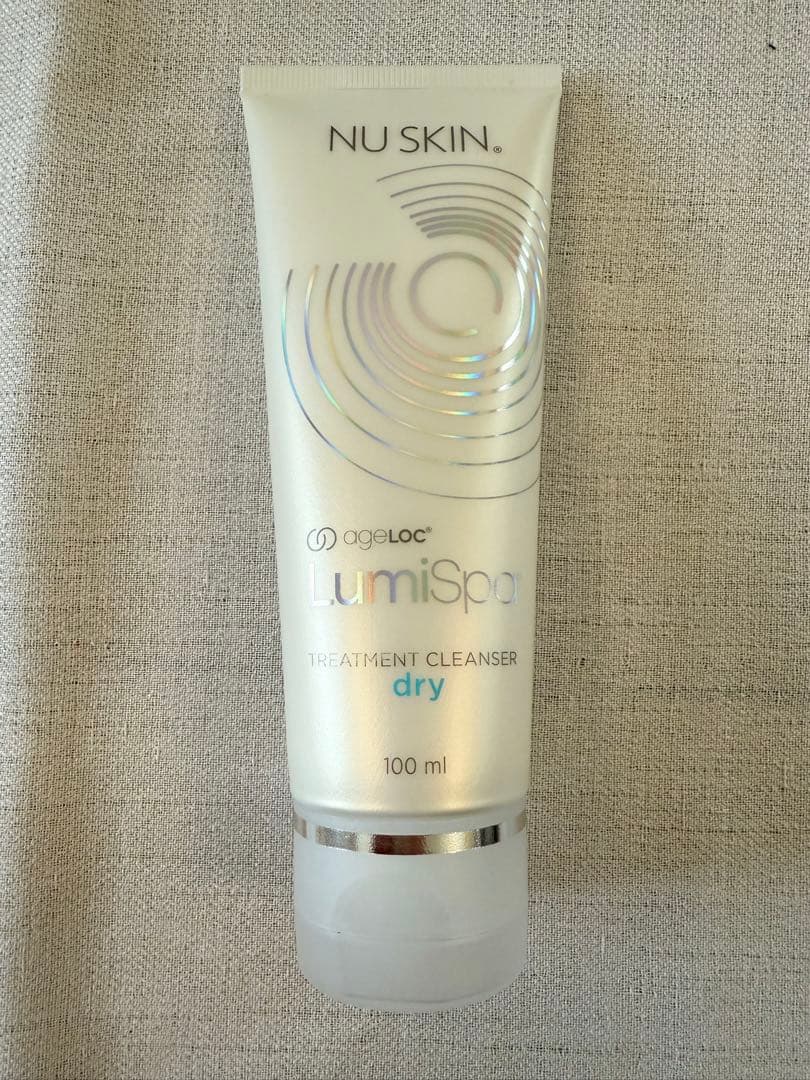 NU SKIN®
ageLOC®
LumiSpa®
TREATMENT CLEANSER
dry
100 ml